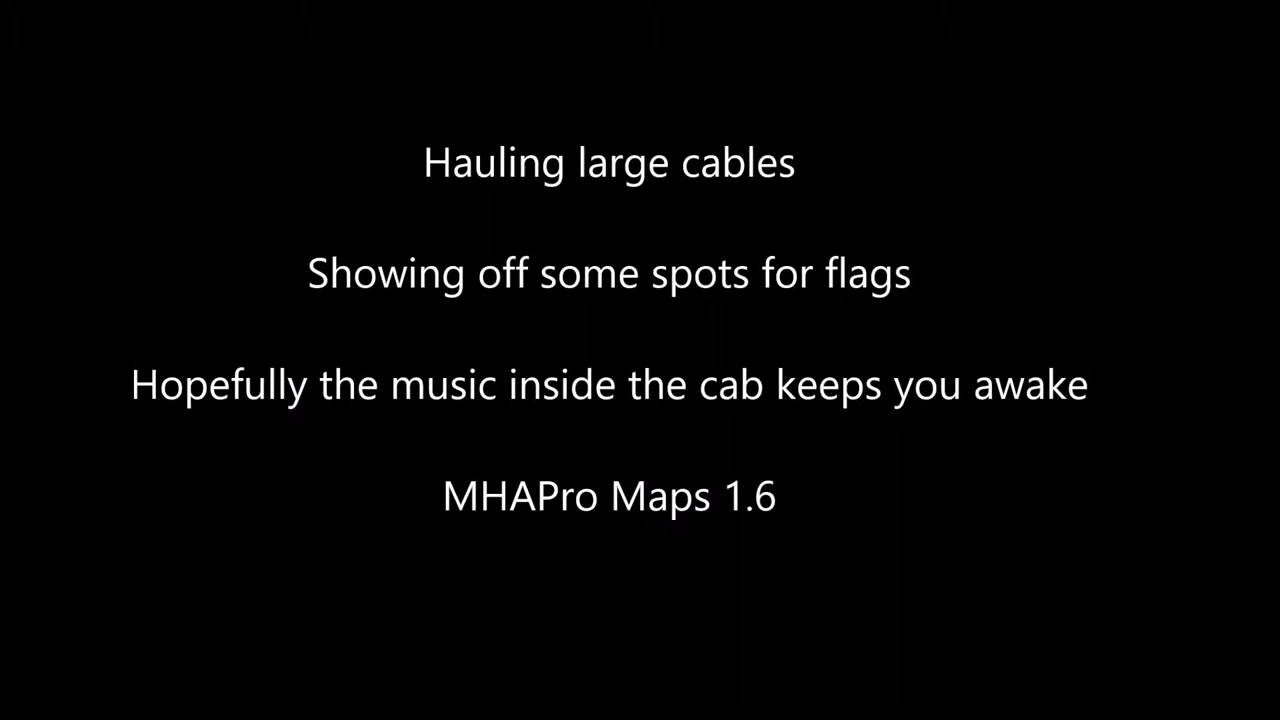 Hauling large cables
Showing off some spots for flags
Hopefully the music inside the cab keeps you awake
MHAPro Maps 1.6